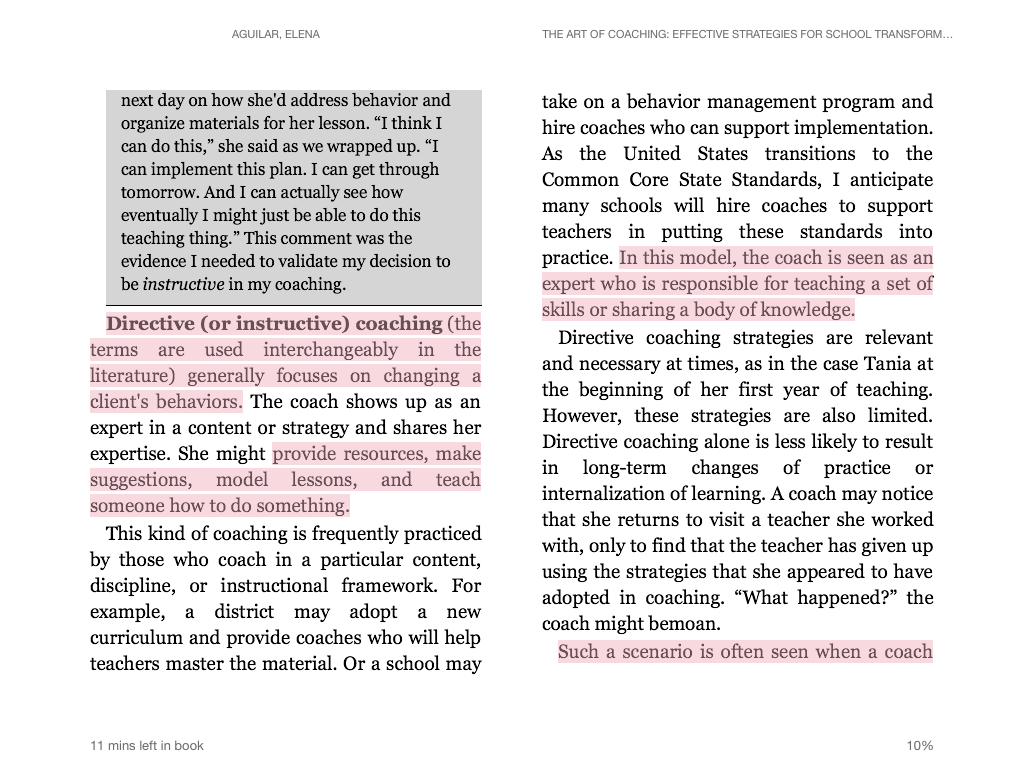 AGUILAR, ELENA
THE ART OF COACHING: EFFECTIVE STRATEGIES FOR SCHOOL TRANSFORM...
next day on how she'd address behavior and
organize materials for her lesson. “I think I
can do this,” she said as we wrapped up. “I
can implement this plan. I can get through
tomorrow. And I can actually see how
eventually I might just be able to do this
teaching thing.” This comment was the
evidence I needed to validate my decision to
be instructive in my coaching.
Directive (or instructive) coaching (the
terms are used interchangeably in the
literature) generally focuses on changing a
client's behaviors. The coach shows up as an
expert in a content or strategy and shares her
expertise. She might provide resources, make
suggestions, model lessons, and teach
someone how to do something.
This kind of coaching is frequently practiced
by those who coach in a particular content,
discipline, or instructional framework. For
example, a district may adopt a new
curriculum and provide coaches who will help
teachers master the material. Or a school may
take on a behavior management program and
hire coaches who can support implementation.
As the United States transitions to the
Common Core State Standards, I anticipate
many schools will hire coaches to support
teachers in putting these standards into
practice. In this model, the coach is seen as an
expert who is responsible for teaching a set of
skills or sharing a body of knowledge.
Directive coaching strategies are relevant
and necessary at times, as in the case Tania at
the beginning of her first year of teaching.
However, these strategies are also limited.
Directive coaching alone is less likely to result
in long-term changes of practice or
internalization of learning. A coach may notice
that she returns to visit a teacher she worked
with, only to find that the teacher has given up
using the strategies that she appeared to have
adopted in coaching. “What happened?” the
coach might bemoan.
Such a scenario is often seen when a coach
11 mins left in book
10%